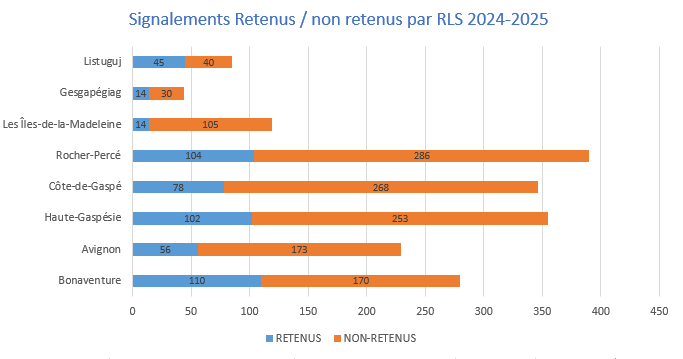 Signalements Retenus / non retenus par RLS 2024-2025
Listuguj 45 40
Gesgapégiag 14 30
Les Îles-de-la-Madeleine 14 105
Rocher-Percé 104 286
Côte-de-Gaspé 78 268
Haute-Gaspésie 102 253
Avignon 56 173
Bonaventure 110 170
0 50 100 150 200 250 300 350 400 450
RETENUS NON-RETENUS